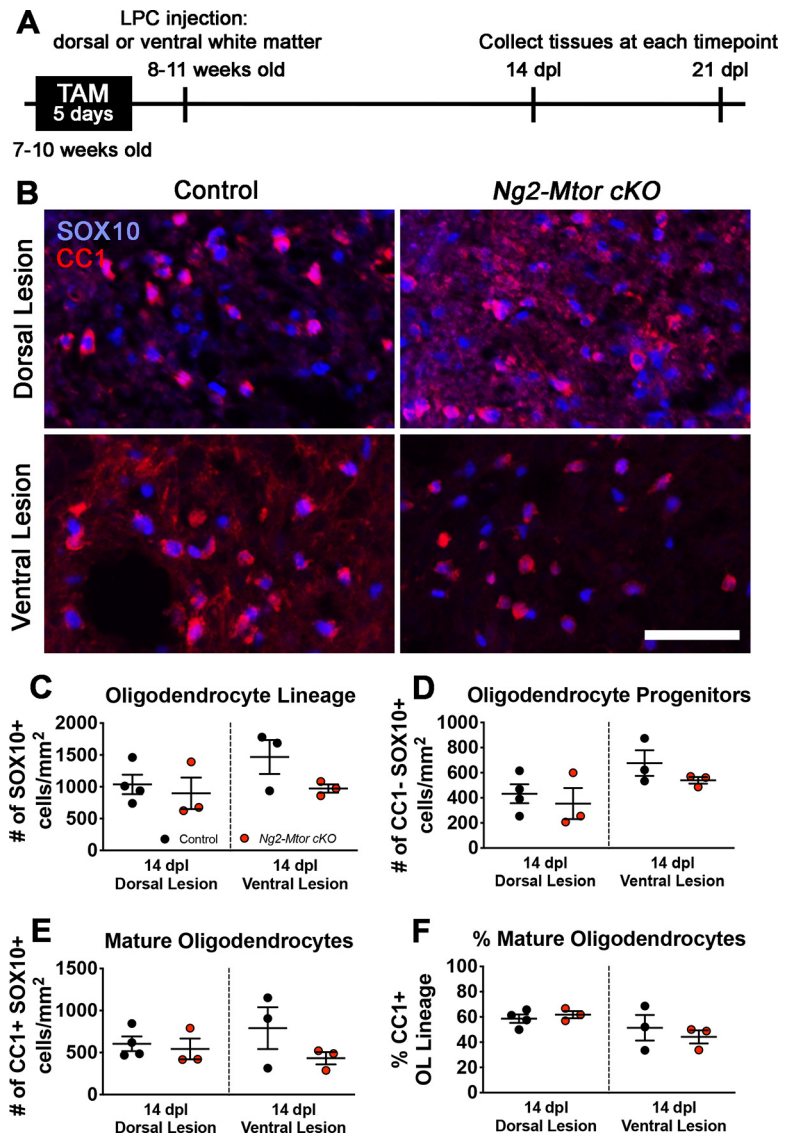 A
LPC injection:
dorsal or ventral white matter
Collect tissues at each timepoint
8-11 weeks old
14 dpl
21 dpl
TAM
5 days
7-10 weeks old
B
Control
Ng2-Mtor cKO
SOX10
CC1
Dorsal Lesion
Ventral Lesion
C
Oligodendrocyte Lineage
# of SOX10+
cells/mm2
2000
1500
1000
500
0
Control
Ng2-Mtor cKO
14 dpl
Dorsal Lesion
14 dpl
Ventral Lesion
D
Oligodendrocyte Progenitors
# of CC1- SOX10+
cells/mm2
1000
800
600
400
200
0
14 dpl
Dorsal Lesion
14 dpl
Ventral Lesion
E
Mature Oligodendrocytes
# of CC1+ SOX10+
cells/mm2
1500
1000
500
0
14 dpl
Dorsal Lesion
14 dpl
Ventral Lesion
F
% Mature Oligodendrocytes
% CC1+
OL Lineage
100
80
60
40
20
0
14 dpl
Dorsal Lesion
14 dpl
Ventral Lesion